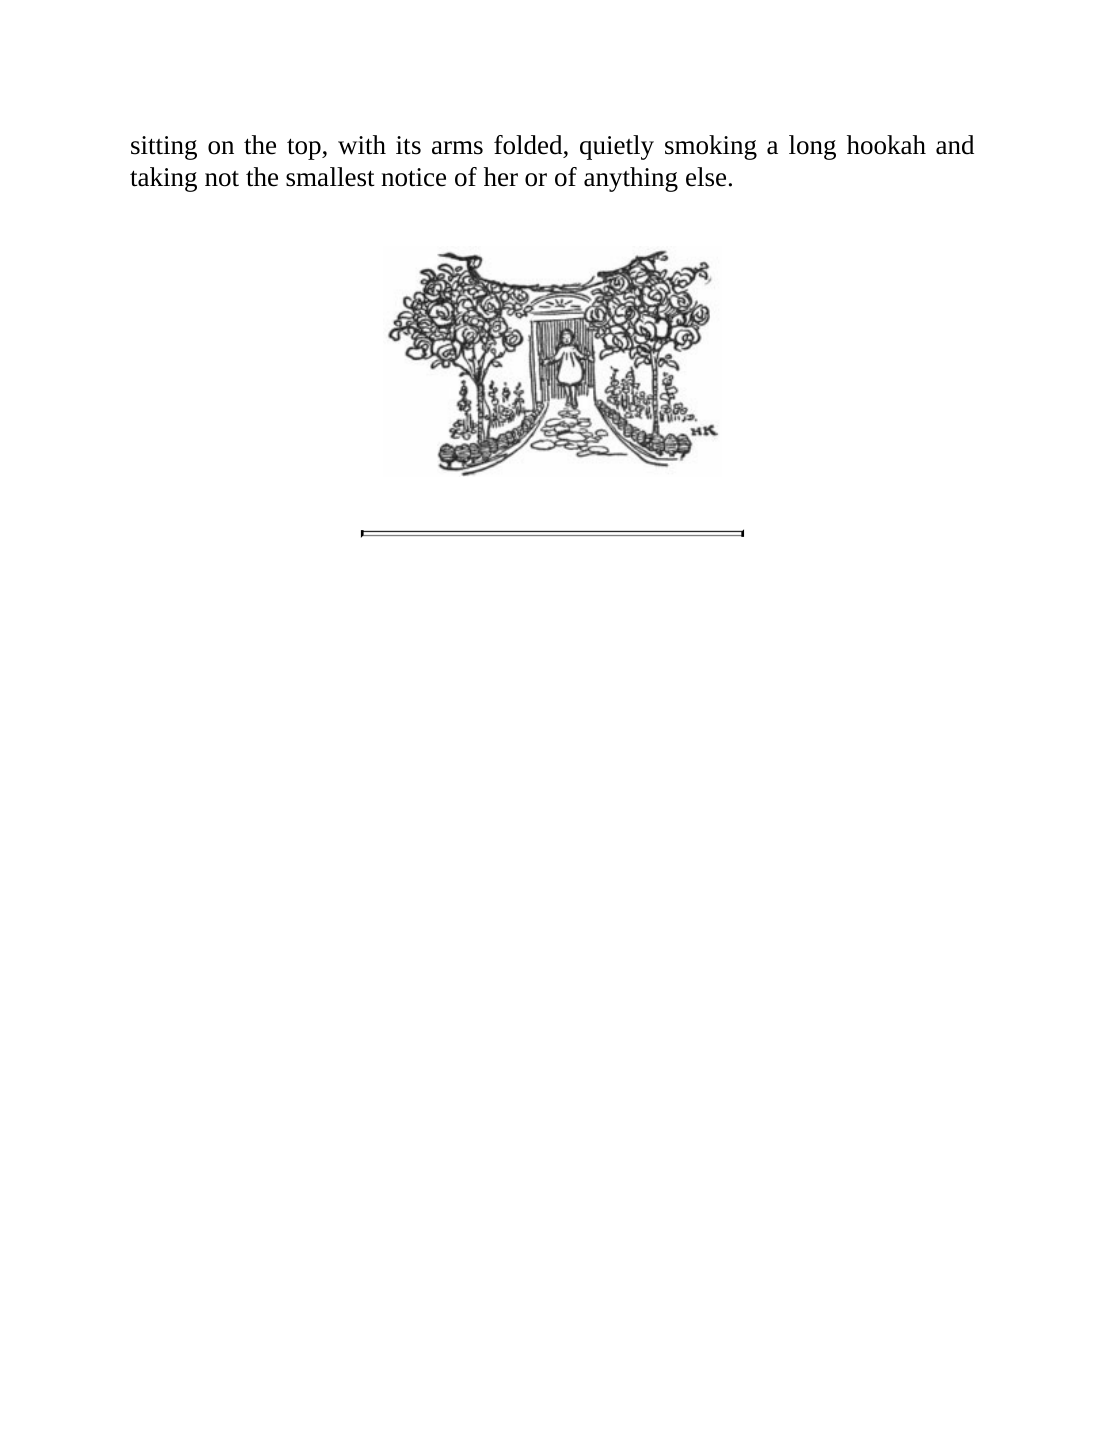 sitting on the top, with its arms folded, quietly smoking a long hookah and
taking not the smallest notice of her or of anything else.
HK